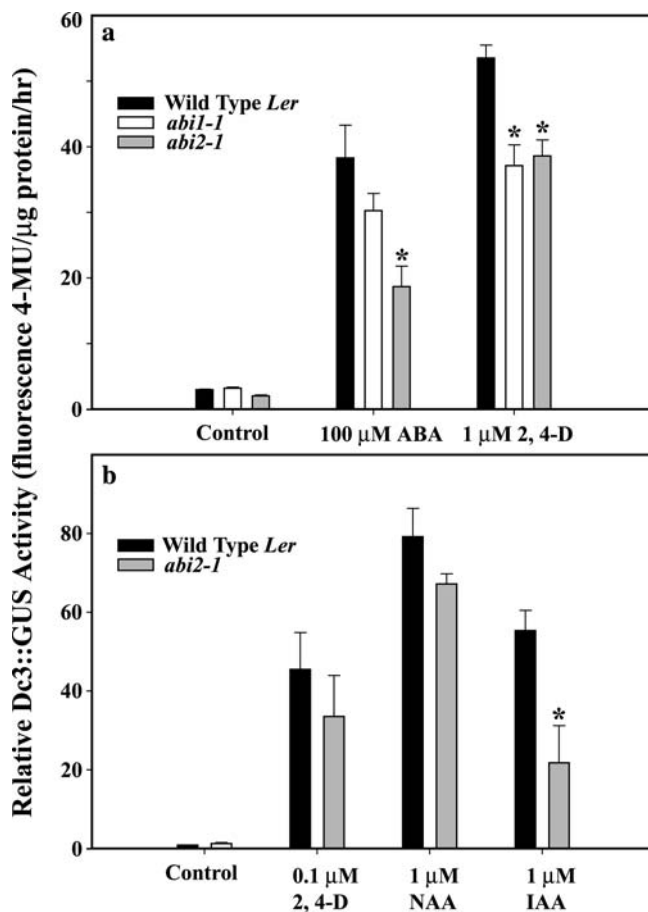 Relative Dc3::GUS Activity (fluorescence 4-MU/μg protein/hr)
a
60
40
20
0
Wild Type Ler
abi1-1
abi2-1
*
* *
Control 100 μM ABA 1 μM 2, 4-D
b
80
60
40
20
0
Wild Type Ler
abi2-1
*
Control 0.1 μM 1 μM 1 μM
2, 4-D NAA IAA